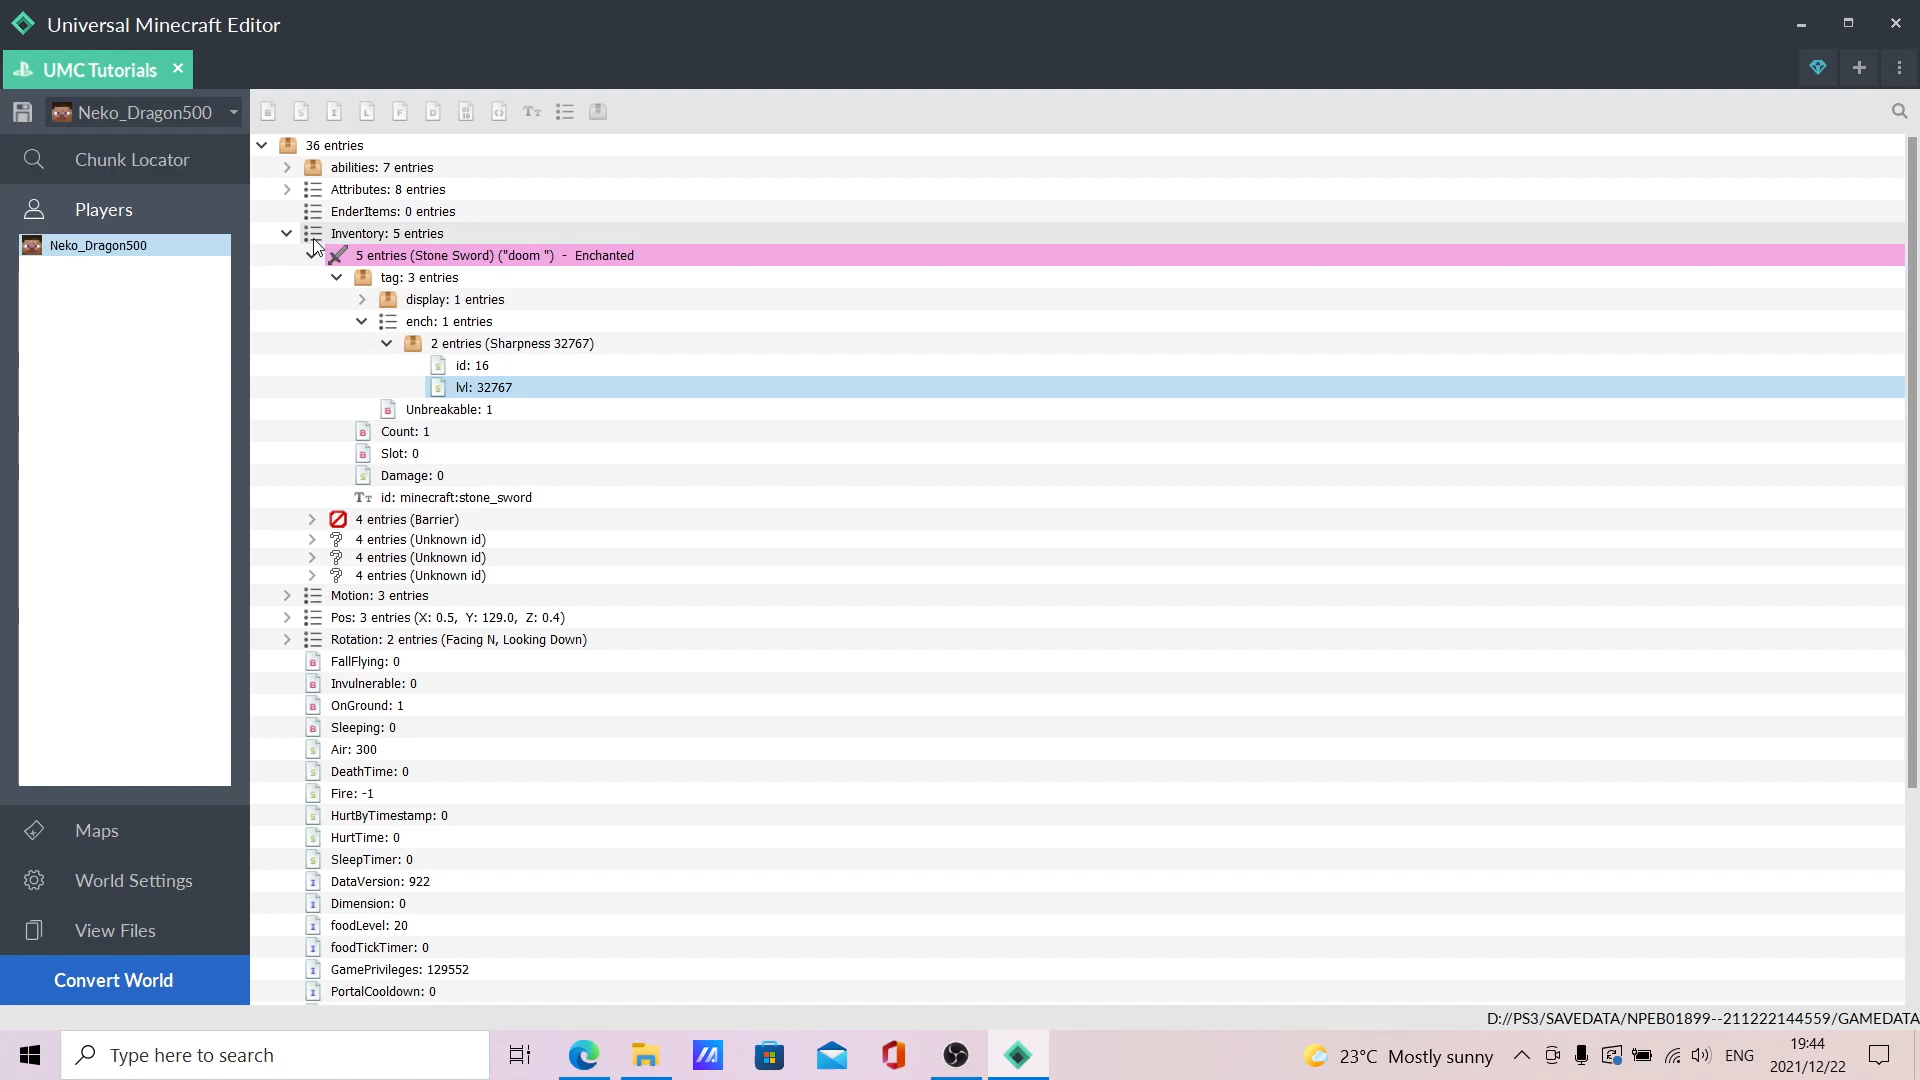 Universal Minecraft Editor
UMC Tutorials
Neko_Dragon500
Chunk Locator
Players
Neko_Dragon500
Maps
World Settings
View Files
Convert World
36 entries
abilities: 7 entries
Attributes: 8 entries
EnderItems: 0 entries
Inventory: 5 entries
5 entries (Stone Sword) ("doom ") - Enchanted
tag: 3 entries
display: 1 entries
ench: 1 entries
2 entries (Sharpness 32767)
id: 16
lvl: 32767
Unbreakable: 1
Count: 1
Slot: 0
Damage: 0
id: minecraft:stone_sword
4 entries (Barrier)
4 entries (Unknown id)
4 entries (Unknown id)
4 entries (Unknown id)
Motion: 3 entries
Pos: 3 entries (X: 0.5, Y: 129.0, Z: 0.4)
Rotation: 2 entries (Facing N, Looking Down)
FallFlying: 0
Invulnerable: 0
OnGround: 1
Sleeping: 0
Air: 300
DeathTime: 0
Fire: -1
HurtByTimestamp: 0
HurtTime: 0
SleepTimer: 0
DataVersion: 922
Dimension: 0
foodLevel: 20
foodTickTimer: 0
GamePrivileges: 129552
PortalCooldown: 0
D://PS3/SAVEDATA/NPEB01899--211222144559/GAMEDATA
Type here to search
23°C Mostly sunny
ENG
19:44
2021/12/22